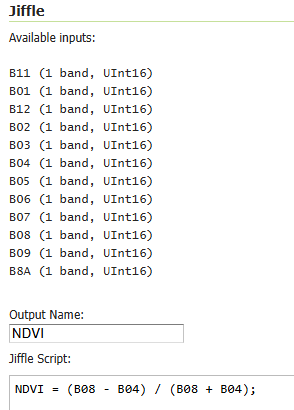 Jiffle
Available inputs:
B11 (1 band, UInt16)
B01 (1 band, UInt16)
B12 (1 band, UInt16)
B02 (1 band, UInt16)
B03 (1 band, UInt16)
B04 (1 band, UInt16)
B05 (1 band, UInt16)
B06 (1 band, UInt16)
B07 (1 band, UInt16)
B08 (1 band, UInt16)
B09 (1 band, UInt16)
B8A (1 band, UInt16)
Output Name:
NDVI
Jiffle Script:
NDVI = (B08 - B04) / (B08 + B04);